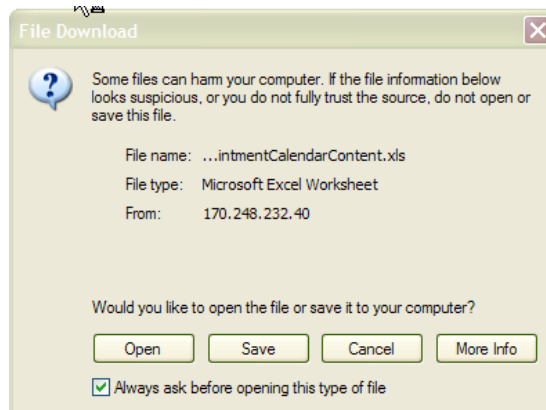 File Download
Some files can harm your computer. If the file information below
looks suspicious, or you do not fully trust the source, do not open or
save this file.
File name: ...intmentCalendarContent.xls
File type: Microsoft Excel Worksheet
From: 170.248.232.40
Would you like to open the file or save it to your computer?
Open Save Cancel More Info
Always ask before opening this type of file